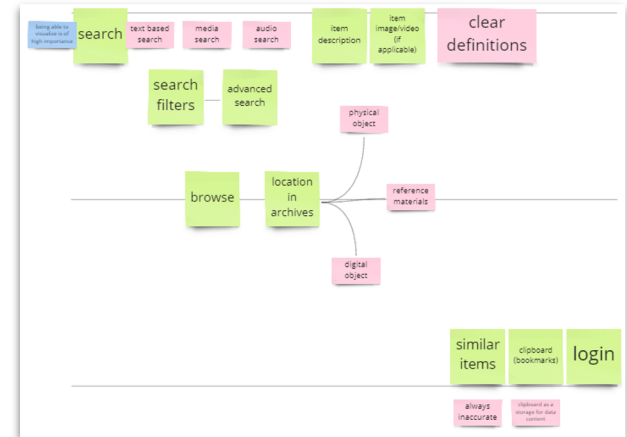 being able to
visualize is of
high importance
search
text based
search
media
search
audio
search
item
description
item
image/video
(if
applicable)
clear
definitions
search
filters
advanced
search
physical
object
browse
location
in
archives
reference
materials
digital
object
similar
items
clipboard
(bookmarks)
login
always
inaccurate
clipboard as a
storage for data
content